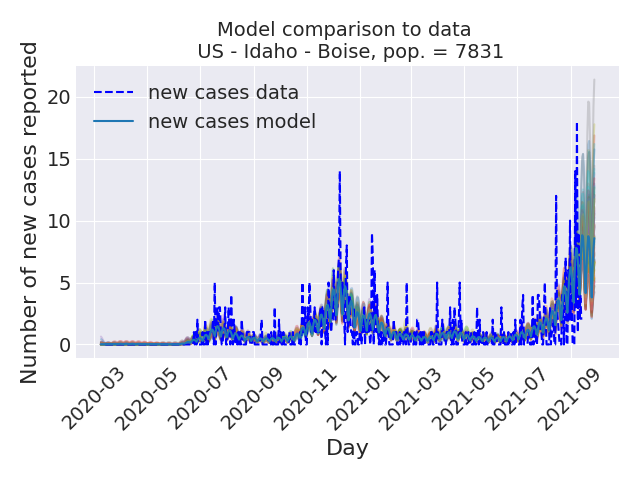 Model comparison to data
US - Idaho - Boise, pop. = 7831
new cases data
new cases model
Number of new cases reported
20
15
10
5
0
2020-03
2020-05
2020-07
2020-09
2020-11
2021-01
2021-03
2021-05
2021-07
2021-09
Day